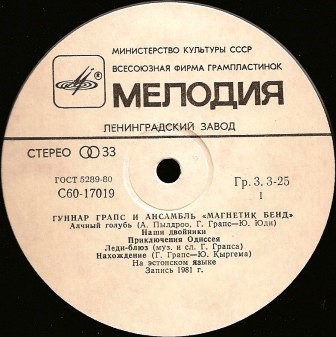 МИНИСТЕРСТВО КУЛЬТУРЫ СССР
ВСЕСОЮЗНАЯ ФИРМА ГРАМПЛАСТИНОК
МЕЛОДИЯ
ЛЕНИНГРАДСКИЙ ЗАВОД
СТЕРЕО 33
ГОСТ 5289-80
С60-17019
Гр. 3. 3-25
I
ГУННАР ГРАПС И АНСАМБЛЬ «МАГНЕТИК БЕНД»
Алчный голубь (А. Пылдроо, Г. Грапс—Ю. Юди)
Наши двойники
Приключения Одиссея
Леди-блюз (муз. и сл. Г. Грапса)
Нахождение (Г. Грапс—Ю. Кыргема)
На эстонском языке
Запись 1981 г.